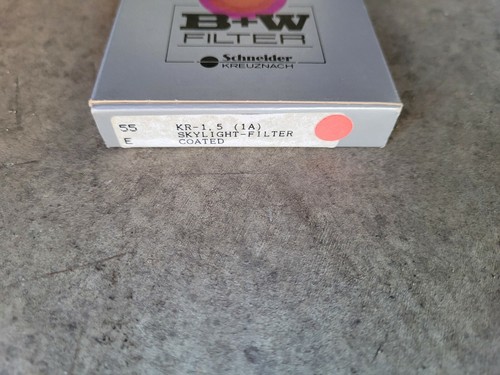 B+W
FILTER
Schneider
KREUZNACH
55 KR-1,5 (1A)
SKYLIGHT-FILTER
E COATED